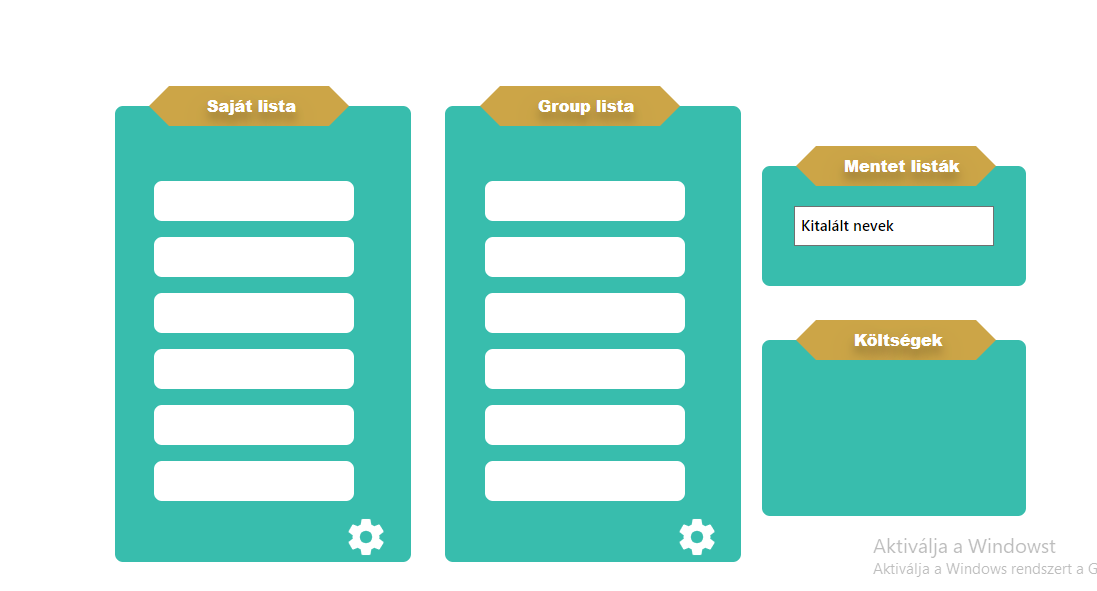 Saját lista
Group lista
Mentet listák
Kitalált nevek
Költségek
Aktiválja a Windowst
Aktiválja a Windows rendszert a G